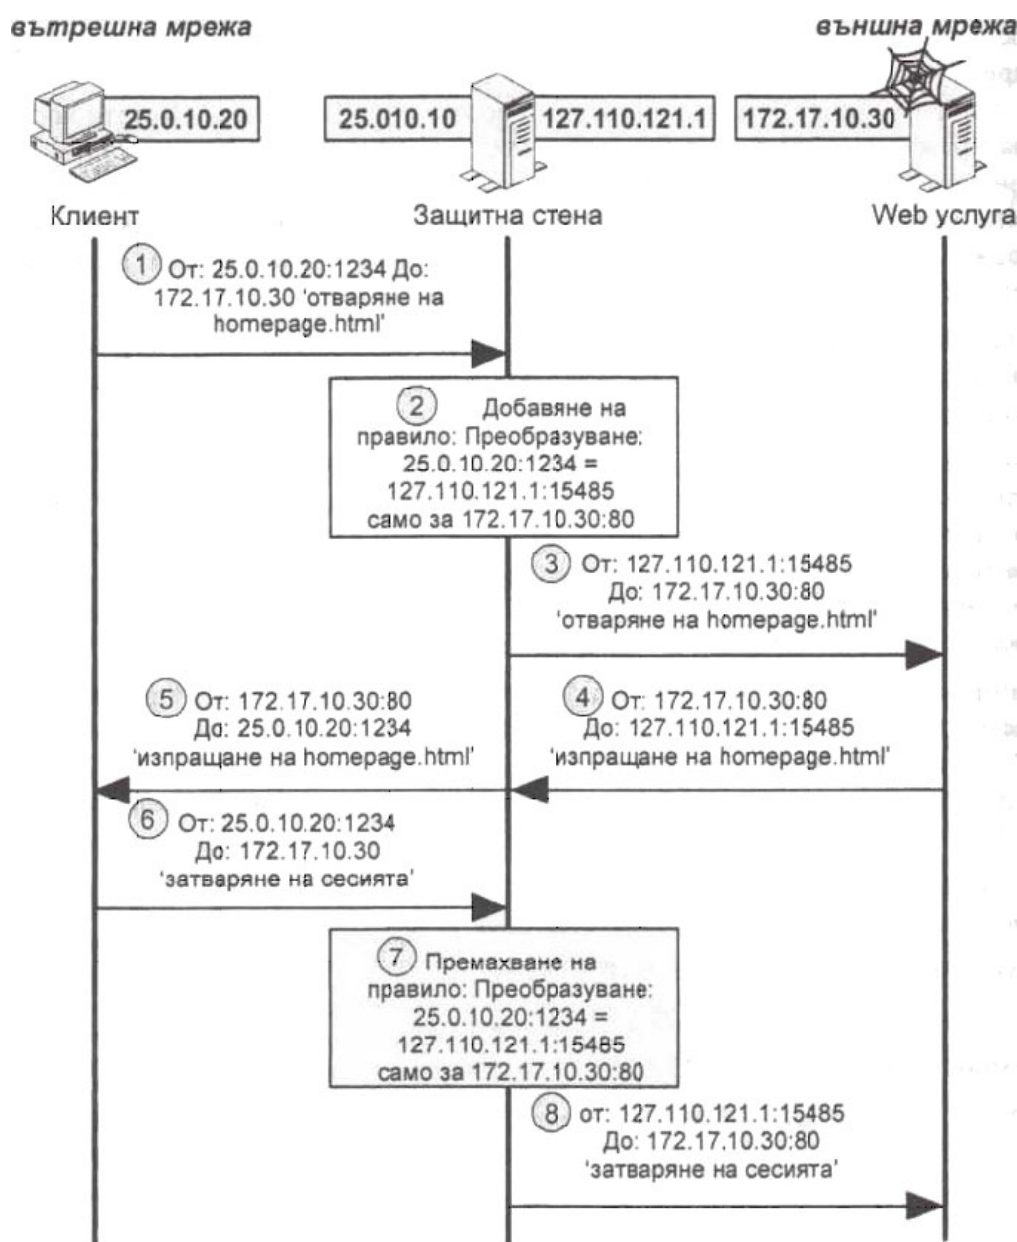 вътрешна мрежа
външна мрежа
25.0.10.20
25.010.10
127.110.121.1
172.17.10.30
Клиент
Защитна стена
Web услуга
1 От: 25.0.10.20:1234 До:
172.17.10.30 'отваряне на
homepage.html'
2 Добавяне на
правило: Преобразуване:
25.0.10.20:1234 =
127.110.121.1:15485
само за 172.17.10.30:80
3 От: 127.110.121.1:15485
До: 172.17.10.30:80
'отваряне на homepage.html'
5 От: 172.17.10.30:80
До: 25.0.10.20:1234
'изпращане на homepage.html'
4 От: 172.17.10.30:80
До: 127.110.121.1:15485
'изпращане на homepage.html'
6 От: 25.0.10.20:1234
До: 172.17.10.30
'затваряне на сесията'
7 Премахване на
правило: Преобразуване:
25.0.10.20:1234 =
127.110.121.1:15485
само за 172.17.10.30:80
8 от: 127.110.121.1:15485
До: 172.17.10.30:80
'затваряне на сесията'